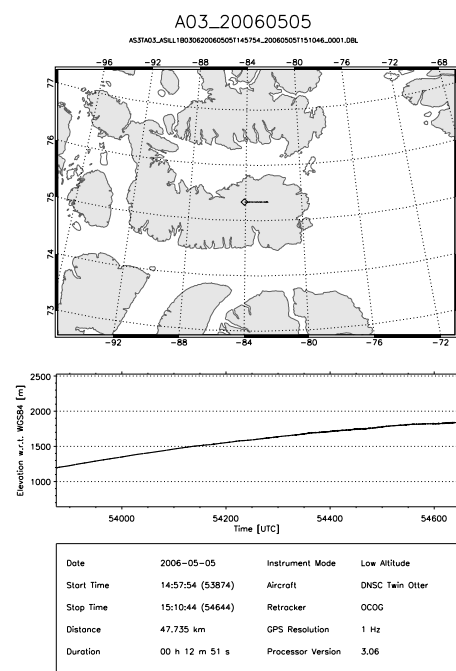 A03_20060505
AS3TA03_ASILL1B030620060505T145754_20060505T151046_0001.DBL
-96 -92 -88 -84 -80 -76 -72 -68
77
76
75
74
73
-92 -88 -84 -80 -76 -72
2500
2000
1500
1000
Elevation w.r.t. WGS84 [m]
54000 54200 54400 54600
Time [UTC]
Date 2006-05-05 Instrument Mode Low Altitude
Start Time 14:57:54 (53874) Aircraft DNSC Twin Otter
Stop Time 15:10:44 (54644) Retracker OCOG
Distance 47.735 km GPS Resolution 1 Hz
Duration 00 h 12 m 51 s Processor Version 3.06